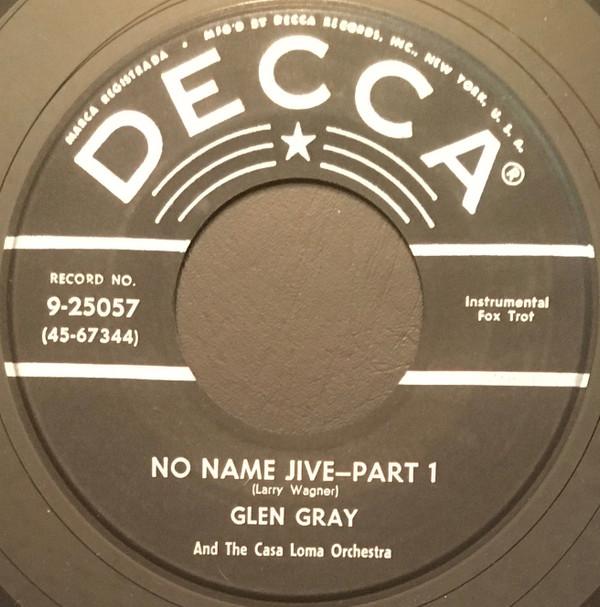 MARCA REGISTRADA • MFG'D BY DECCA RECORDS, INC., NEW YORK, U. S. A.
DECCA®
RECORD NO.
9-25057
(45-67344)
Instrumental
Fox Trot
NO NAME JIVE—PART 1
(Larry Wagner)
GLEN GRAY
And The Casa Loma Orchestra